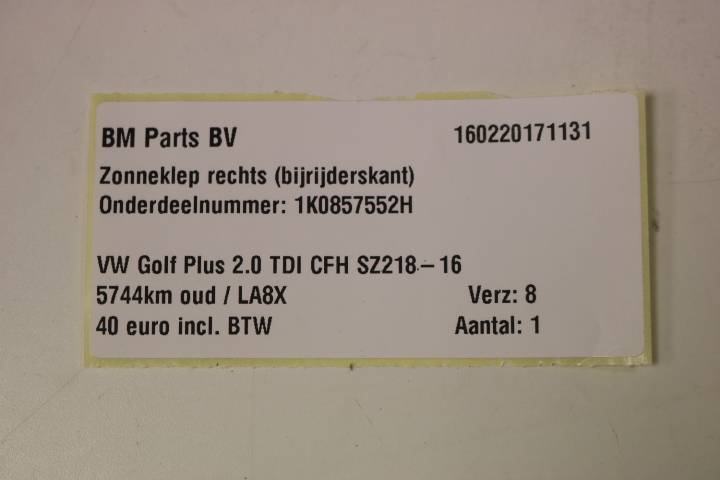 BM Parts BV 160220171131
Zonneklep rechts (bijrijderskant)
Onderdeelnummer: 1K0857552H
VW Golf Plus 2.0 TDI CFH SZ218-16
5744km oud / LA8X Verz: 8
40 euro incl. BTW Aantal: 1